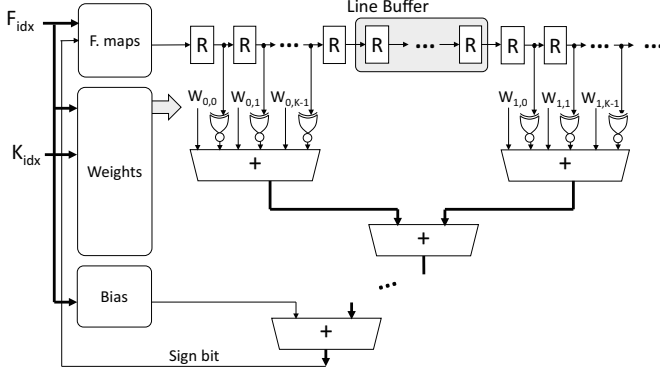 Line Buffer
F_idx
F. maps
R R ... R R ... R R R ... ...
W_0,0 W_0,1 W_0,K-1 W_1,0 W_1,1 W_1,K-1
K_idx
Weights
+ +
+
Bias
...
+
Sign bit